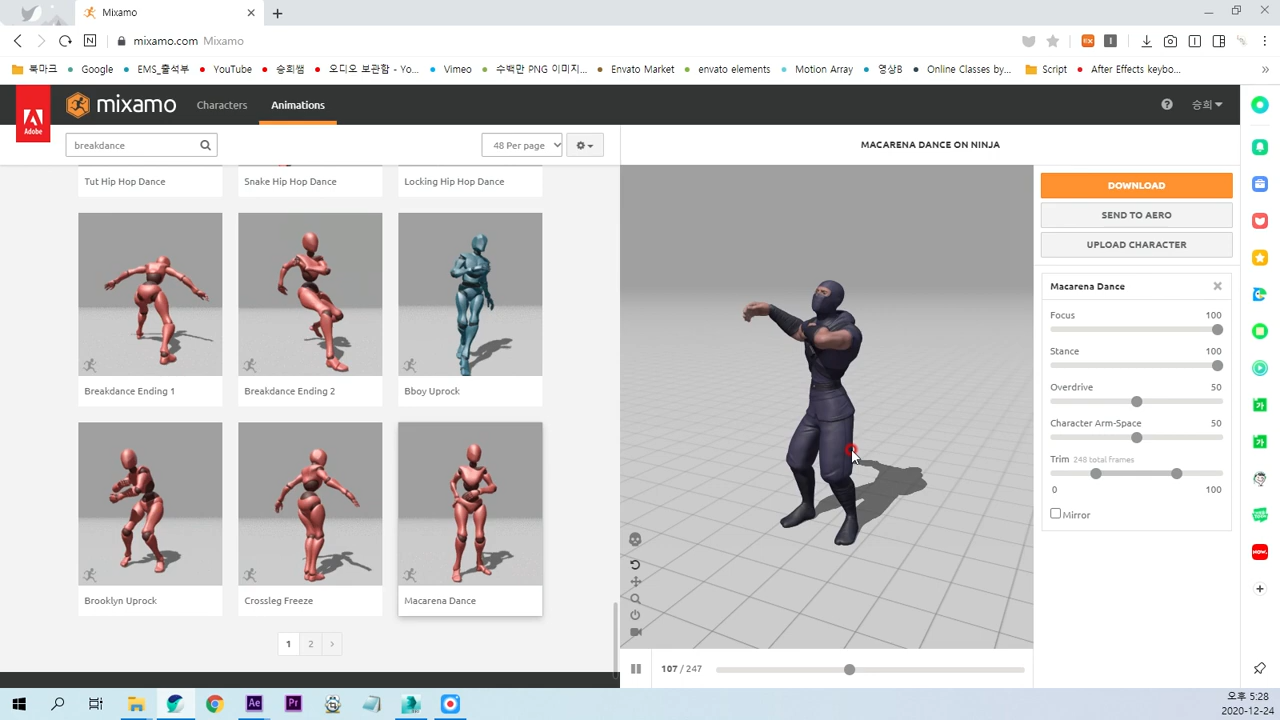 Mixamo
mixamo.com Mixamo
북마크
Google
EMS_출석부
YouTube
승희쌤
오디오 보관함 - Yo...
Vimeo
수백만 PNG 이미지...
Envato Market
envato elements
Motion Array
영상B
Online Classes by...
Script
After Effects keybo...
Adobe
mixamo
Characters
Animations
승희
breakdance
48 Per page
MACARENA DANCE ON NINJA
Tut Hip Hop Dance
Snake Hip Hop Dance
Locking Hip Hop Dance
DOWNLOAD
SEND TO AERO
UPLOAD CHARACTER
Macarena Dance
Focus 100
Stance 100
Overdrive 50
Character Arm-Space 50
Trim 248 total frames
0 100
Mirror
Breakdance Ending 1
Breakdance Ending 2
Bboy Uprock
Brooklyn Uprock
Crossleg Freeze
Macarena Dance
1 2 >
107 / 247
Ae
Pr
오후 5:28
2020-12-24